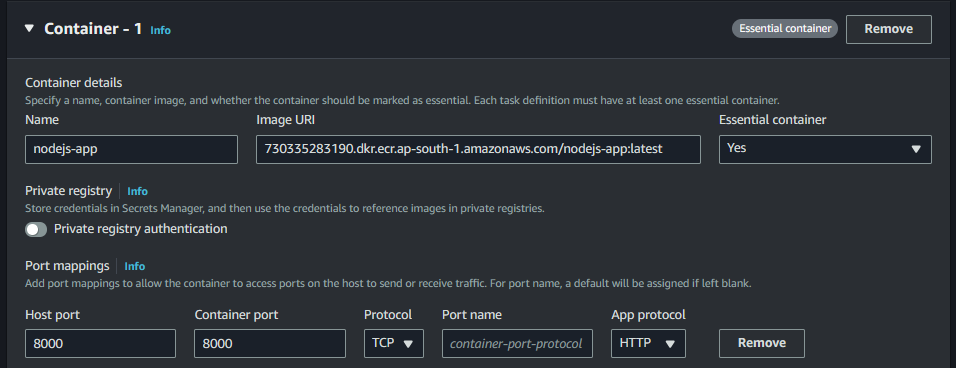 Container - 1 Info Essential container Remove
Container details
Specify a name, container image, and whether the container should be marked as essential. Each task definition must have at least one essential container.
Name Image URI Essential container
nodejs-app 730335283190.dkr.ecr.ap-south-1.amazonaws.com/nodejs-app:latest Yes
Private registry Info
Store credentials in Secrets Manager, and then use the credentials to reference images in private registries.
Private registry authentication
Port mappings Info
Add port mappings to allow the container to access ports on the host to send or receive traffic. For port name, a default will be assigned if left blank.
Host port Container port Protocol Port name App protocol
8000 8000 TCP container-port-protocol HTTP Remove